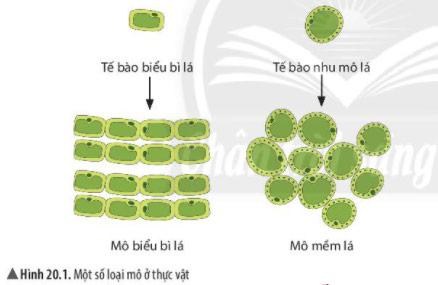 Tế bào biểu bì lá
Tế bào nhu mô lá
Mô biểu bì lá
Mô mềm lá
▲Hình 20.1. Một số loại mô ở thực vật